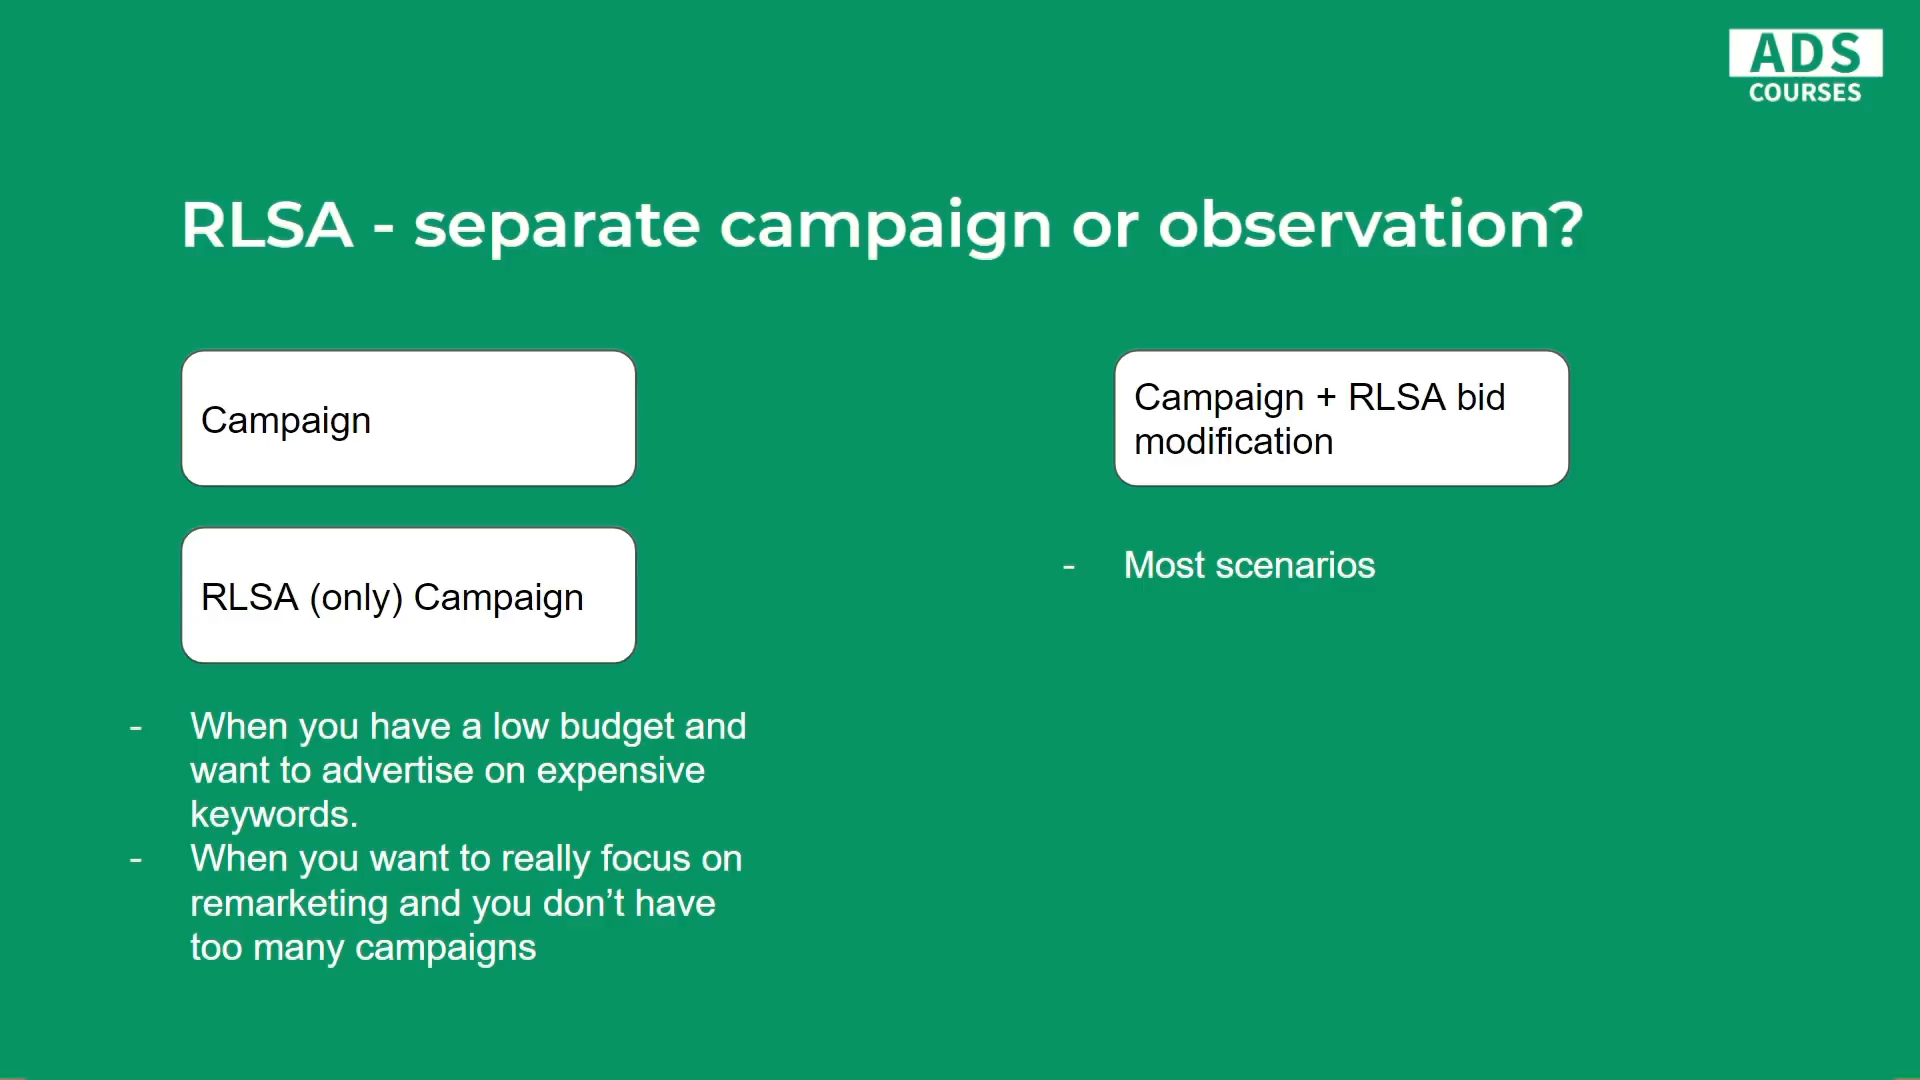 ADS
COURSES
RLSA - separate campaign or observation?
Campaign
RLSA (only) Campaign
- When you have a low budget and
want to advertise on expensive
keywords.
- When you want to really focus on
remarketing and you don’t have
too many campaigns
Campaign + RLSA bid
modification
- Most scenarios